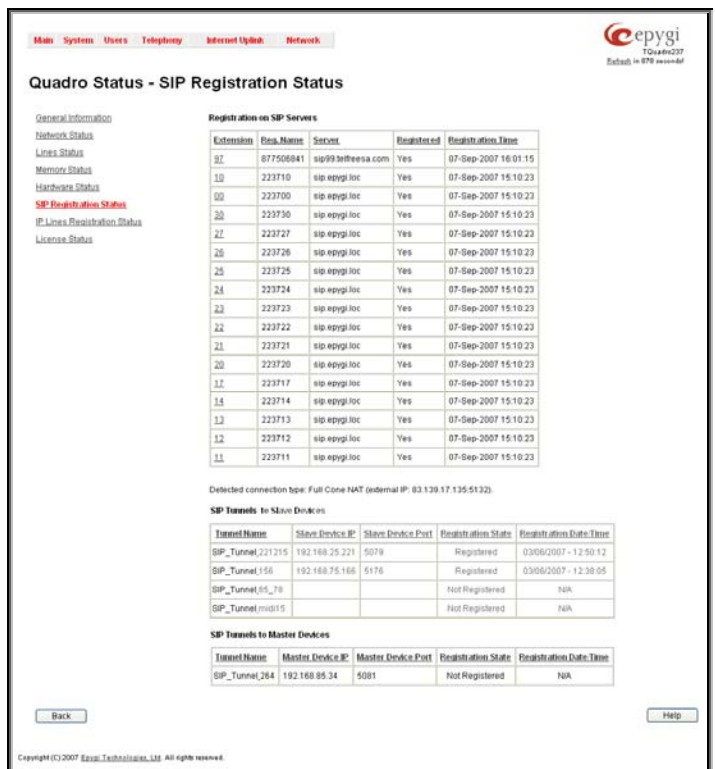 Main System Users Telephony Internet Uplink Network
epygi
TQuadro237
Refresh in 878 seconds!
Quadro Status - SIP Registration Status
General Information
Network Status
Lines Status
Memory Status
Hardware Status
SIP Registration Status
IP Lines Registration Status
License Status
Registration on SIP Servers
Extension Reg. Name Server Registered Registration Time
97 877506841 sip99.telfreesa.com Yes 07-Sep-2007 16:01:15
10 223710 sip.epygi.loc Yes 07-Sep-2007 15:10:23
00 223700 sip.epygi.loc Yes 07-Sep-2007 15:10:23
30 223730 sip.epygi.loc Yes 07-Sep-2007 15:10:23
27 223727 sip.epygi.loc Yes 07-Sep-2007 15:10:23
26 223726 sip.epygi.loc Yes 07-Sep-2007 15:10:23
25 223725 sip.epygi.loc Yes 07-Sep-2007 15:10:23
24 223724 sip.epygi.loc Yes 07-Sep-2007 15:10:23
23 223723 sip.epygi.loc Yes 07-Sep-2007 15:10:23
22 223722 sip.epygi.loc Yes 07-Sep-2007 15:10:23
21 223721 sip.epygi.loc Yes 07-Sep-2007 15:10:23
20 223720 sip.epygi.loc Yes 07-Sep-2007 15:10:23
17 223717 sip.epygi.loc Yes 07-Sep-2007 15:10:23
14 223714 sip.epygi.loc Yes 07-Sep-2007 15:10:23
13 223713 sip.epygi.loc Yes 07-Sep-2007 15:10:23
12 223712 sip.epygi.loc Yes 07-Sep-2007 15:10:23
11 223711 sip.epygi.loc Yes 07-Sep-2007 15:10:23
Detected connection type: Full Cone NAT (external IP: 83.139.17.135:5132).
SIP Tunnels to Slave Devices
Tunnel Name Slave Device IP Slave Device Port Registration State Registration Date/Time
SIP_Tunnel_221215 192.168.25.221 5079 Registered 03/06/2007 - 12:50:12
SIP_Tunnel_156 192.168.75.166 5176 Registered 03/06/2007 - 12:38:05
SIP_Tunnel_65_78 Not Registered N/A
SIP_Tunnel_midi15 Not Registered N/A
SIP Tunnels to Master Devices
Tunnel Name Master Device IP Master Device Port Registration State Registration Date/Time
SIP_Tunnel_264 192.168.85.34 5081 Not Registered N/A
Back Help
Copyright (C) 2007 Epygi Technologies, Ltd. All rights reserved.